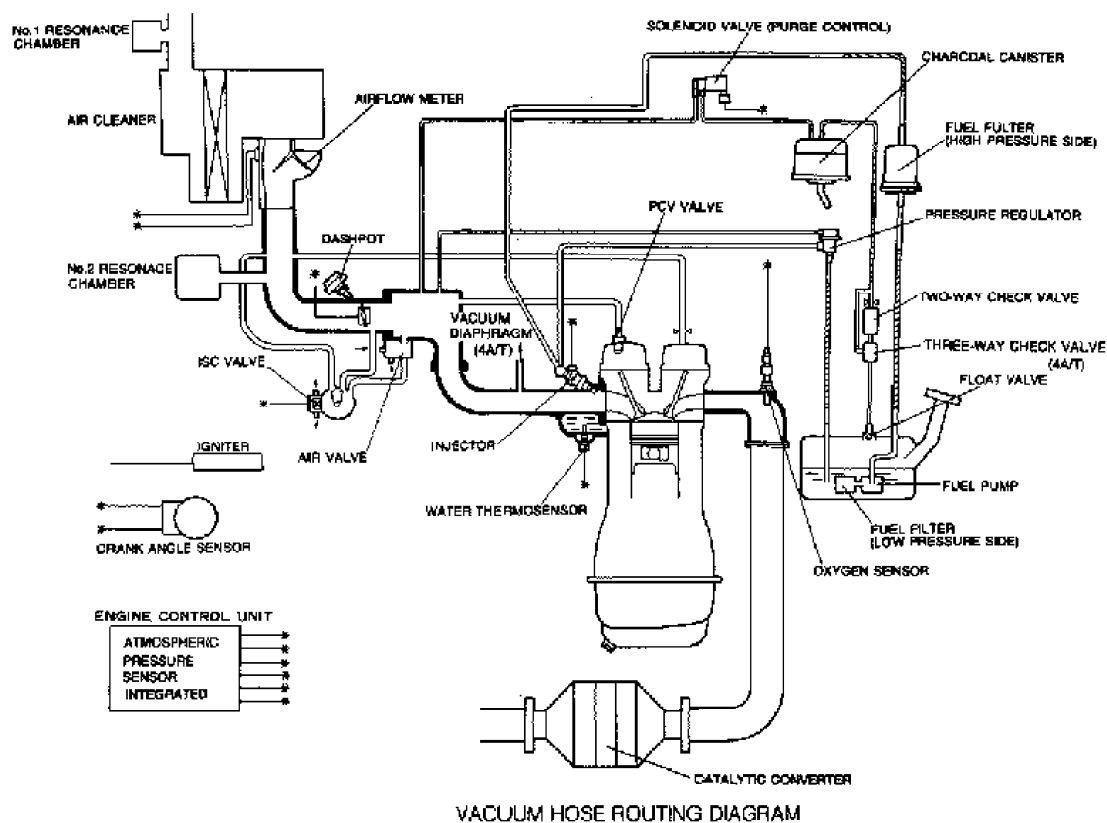 No.1 RESONANCE
CHAMBER
SOLENOID VALVE (PURGE CONTROL)
CHARCOAL CANISTER
AIRFLOW METER
AIR CLEANER
FUEL FULTER
(HIGH PRESSURE SIDE)
PCV VALVE
PRESSURE REGULATOR
DASHPOT
No.2 RESONACE
CHAMBER
TWO-WAY CHECK VALVE
VACUUM
DIAPHRAGM
(4A/T)
THREE-WAY CHECK VALVE
(4A/T)
ISC VALVE
FLOAT VALVE
IGNITER
AIR VALVE
INJECTOR
FUEL PUMP
WATER THERMOSENSOR
FUEL FILTER
(LOW PRESSURE SIDE)
CRANK ANGLE SENSOR
OXYGEN SENSOR
ENGINE CONTROL UNIT
ATMOSPHERIC
PRESSURE
SENSOR
INTEGRATED
CATALYTIC CONVERTER
VACUUM HOSE ROUTING DIAGRAM